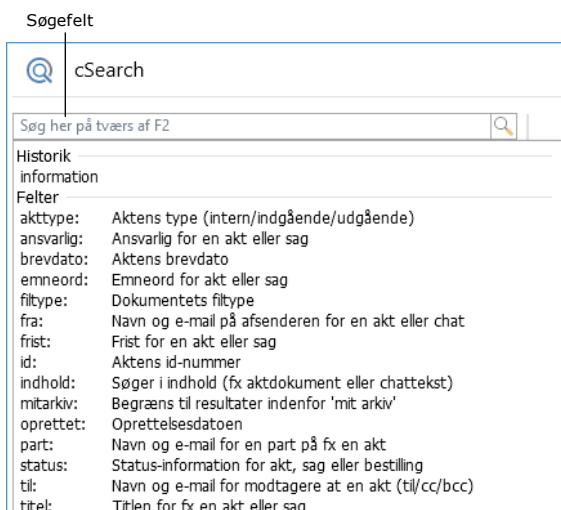 Søgefelt
cSearch
Søg her på tværs af F2
Historik
information
Felter
akttype: Aktens type (intern/indgående/udgående)
ansvarlig: Ansvarlig for en akt eller sag
brevdato: Aktens brevdato
emneord: Emneord for akt eller sag
filtype: Dokumentets filtype
fra: Navn og e-mail på afsenderen for en akt eller chat
frist: Frist for en akt eller sag
id: Aktens id-nummer
indhold: Søger i indhold (fx aktdokument eller chattekst)
mitarkiv: Begræns til resultater indenfor 'mit arkiv'
oprettet: Oprettelsesdatoen
part: Navn og e-mail for en part på fx en akt
status: Status-information for akt, sag eller bestilling
til: Navn og e-mail for modtagere at en akt (til/cc/bcc)
titel: Titlen for fx en akt eller sag